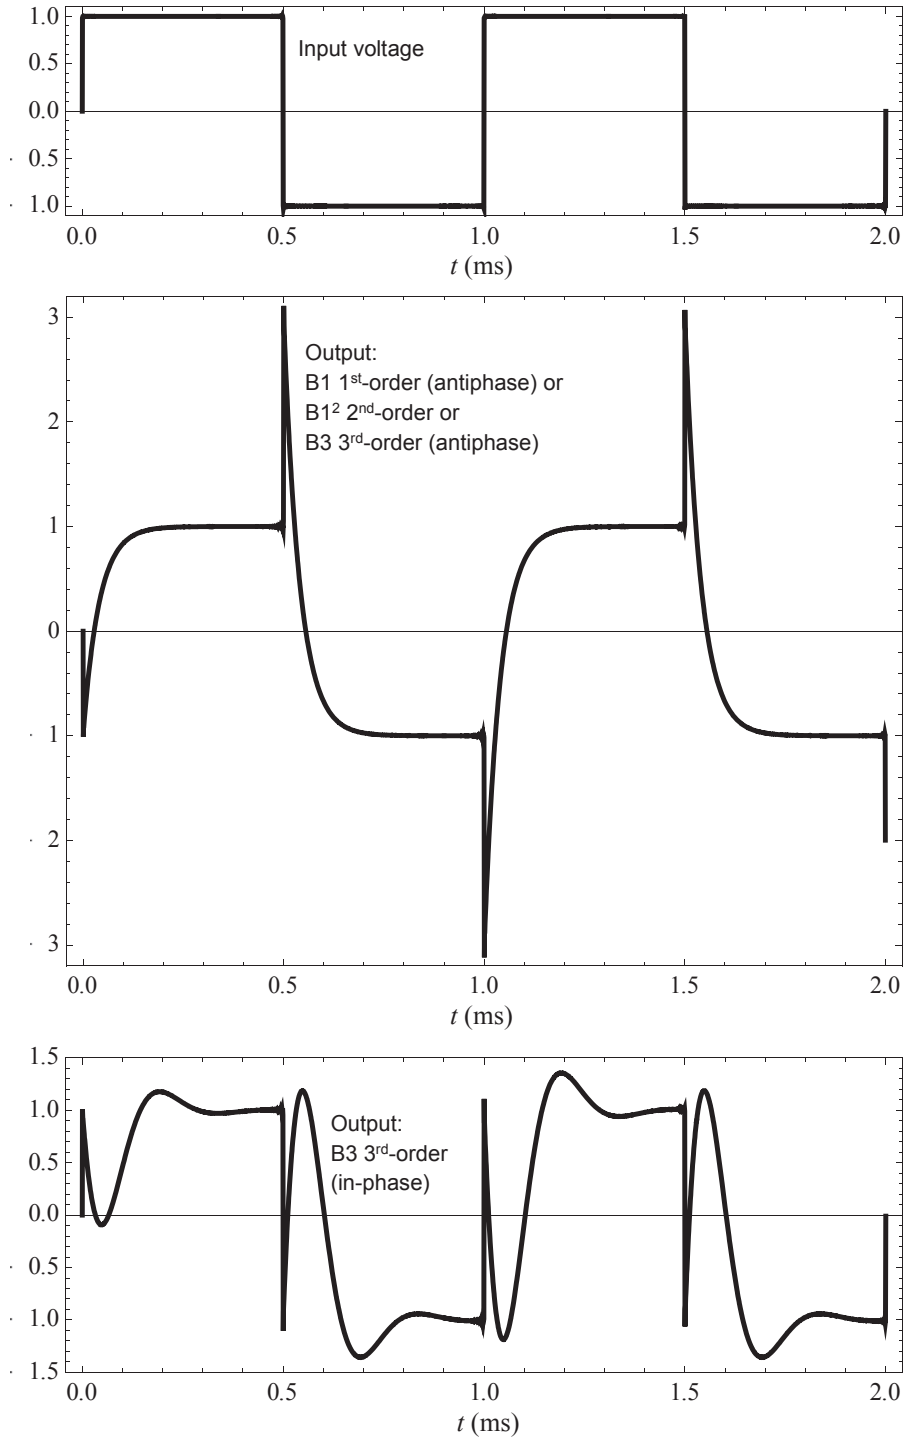 1.0
Input voltage
0.5
0.0
· 0.5
· 1.0
0.0 0.5 1.0 1.5 2.0
t (ms)
3
Output:
B1 1st-order (antiphase) or
B1² 2nd-order or
B3 3rd-order (antiphase)
2
1
0
· 1
· 2
· 3
0.0 0.5 1.0 1.5 2.0
t (ms)
1.5
1.0
Output:
B3 3rd-order
(in-phase)
0.5
0.0
· 0.5
· 1.0
· 1.5
0.0 0.5 1.0 1.5 2.0
t (ms)